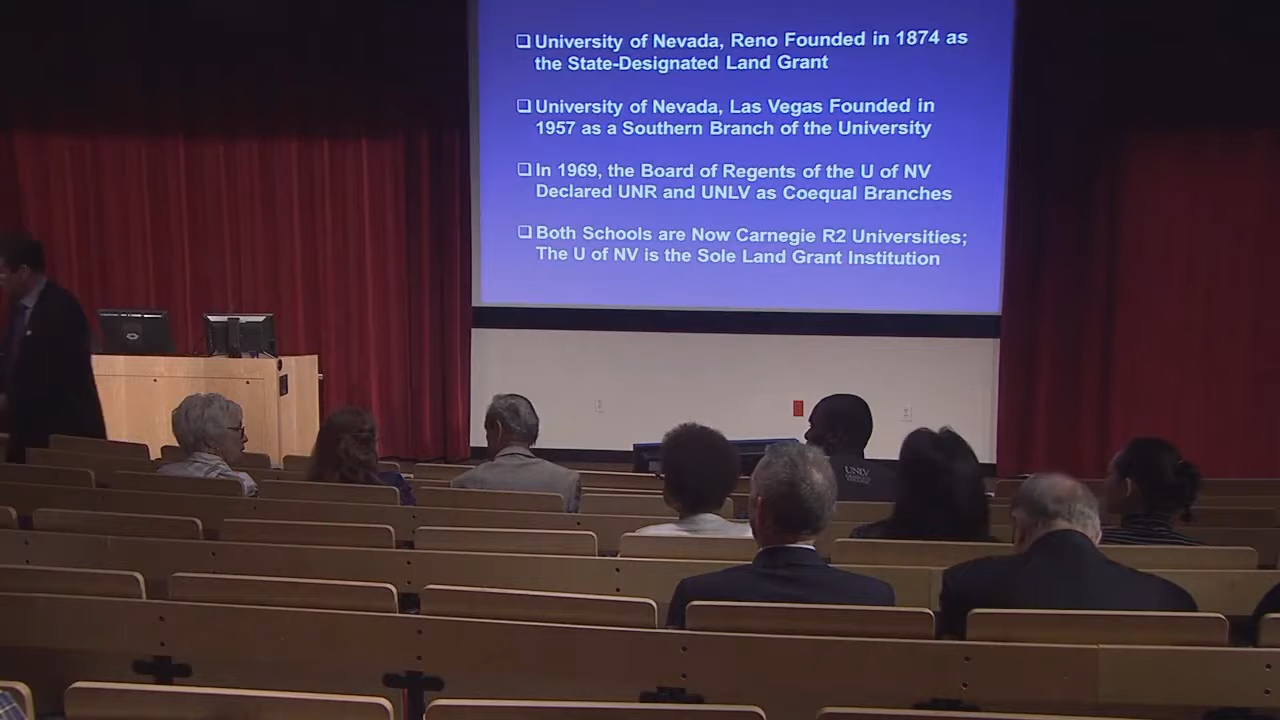 ❑ University of Nevada, Reno Founded in 1874 as
the State-Designated Land Grant
❑ University of Nevada, Las Vegas Founded in
1957 as a Southern Branch of the University
❑ In 1969, the Board of Regents of the U of NV
Declared UNR and UNLV as Coequal Branches
❑ Both Schools are Now Carnegie R2 Universities;
The U of NV is the Sole Land Grant Institution
UNLV